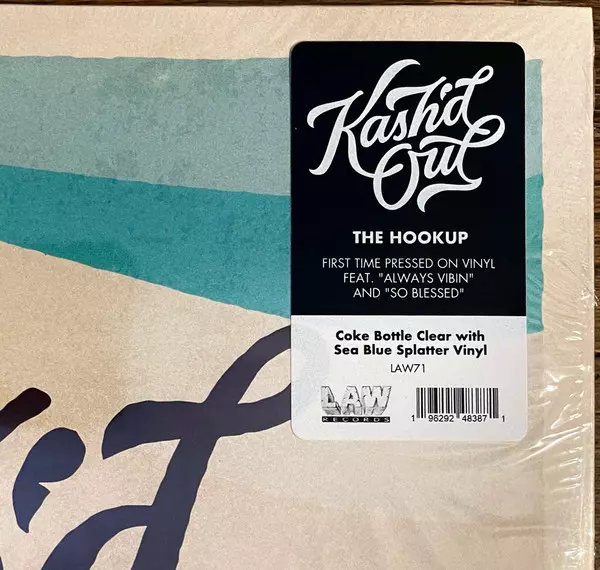 Kash'd
Out
THE HOOKUP
FIRST TIME PRESSED ON VINYL
FEAT. "ALWAYS VIBIN"
AND "SO BLESSED"
Coke Bottle Clear with
Sea Blue Splatter Vinyl
LAW71
LAW
RECORDS
1 96292 48387 1